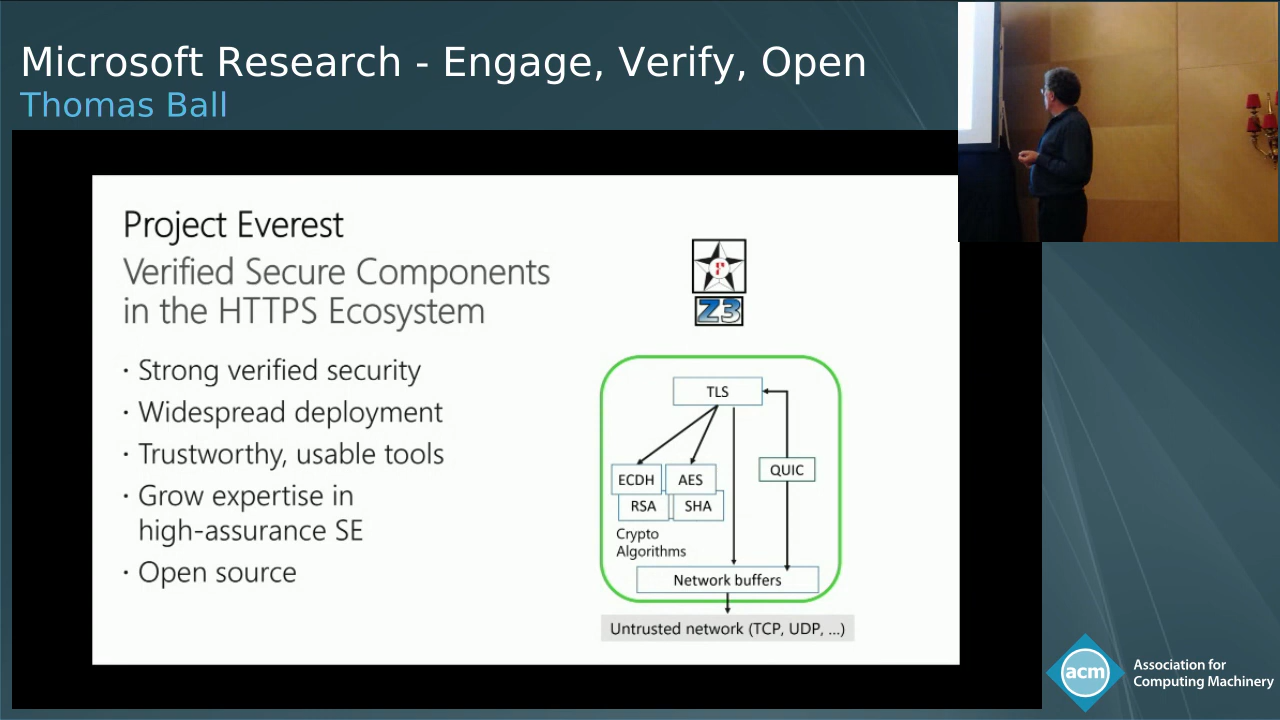 Microsoft Research - Engage, Verify, Open
Thomas Ball
Project Everest
Verified Secure Components
in the HTTPS Ecosystem
· Strong verified security
· Widespread deployment
· Trustworthy, usable tools
· Grow expertise in
high-assurance SE
· Open source
F
Z3
TLS
QUIC
ECDH
AES
RSA
SHA
Crypto
Algorithms
Network buffers
Untrusted network (TCP, UDP, ...)
acm
Association for
Computing Machinery